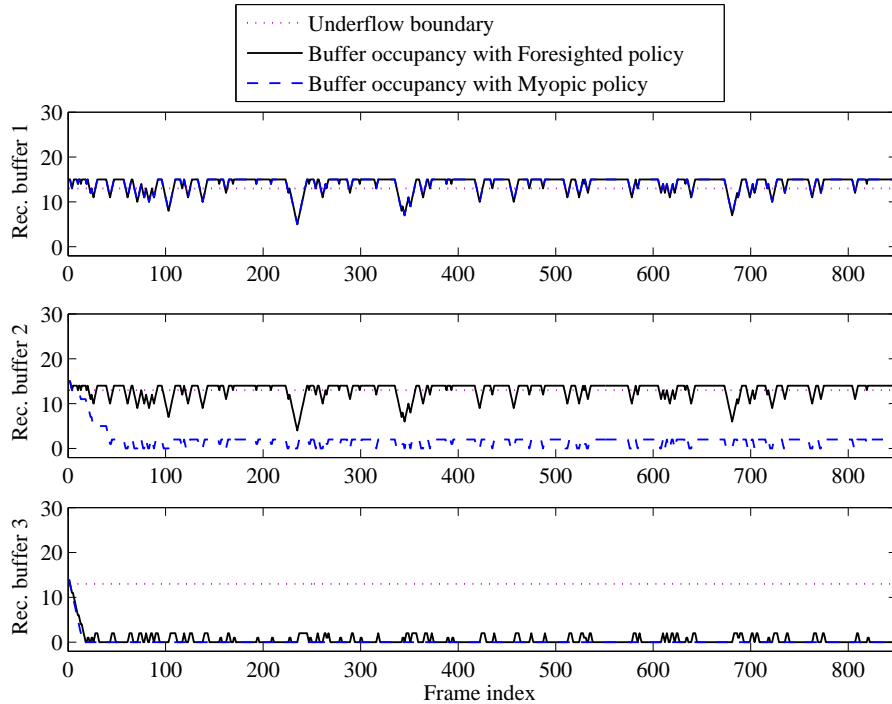 Underflow boundary
Buffer occupancy with Foresighted policy
Buffer occupancy with Myopic policy
Rec. buffer 1
30
20
10
0
0 100 200 300 400 500 600 700 800
Rec. buffer 2
30
20
10
0
0 100 200 300 400 500 600 700 800
Rec. buffer 3
30
20
10
0
0 100 200 300 400 500 600 700 800
Frame index